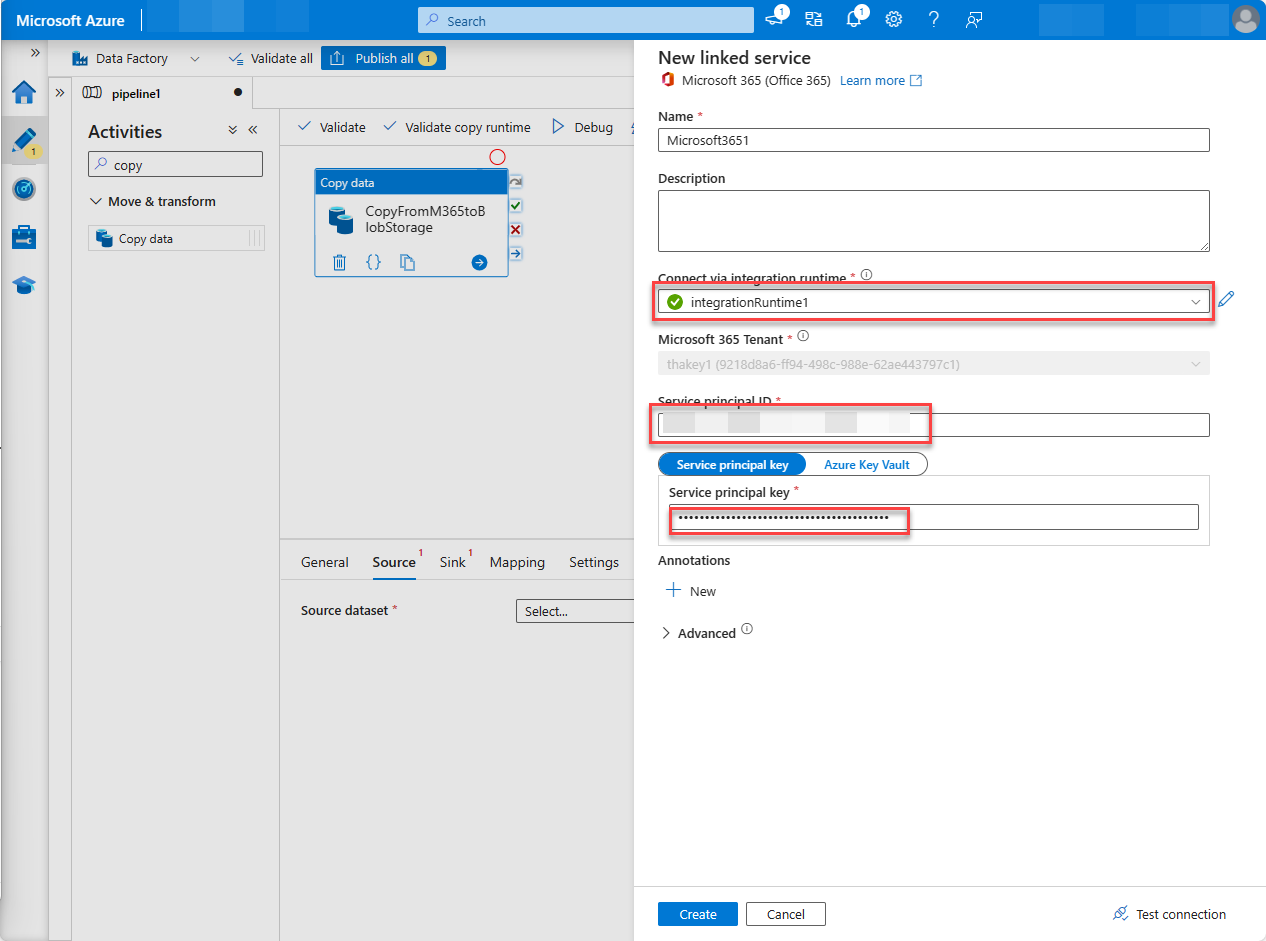 Microsoft Azure
Search
1
1
Data Factory
Validate all
Publish all 1
pipeline1
1
Activities
copy
Move & transform
Copy data
Validate
Validate copy runtime
Debug
Copy data
CopyFromM365toB
lobStorage
General
Source 1
Sink 1
Mapping
Settings
Source dataset *
Select...
New linked service
Microsoft 365 (Office 365) Learn more
Name *
Microsoft3651
Description
Connect via integration runtime *
integrationRuntime1
Microsoft 365 Tenant *
thakey1 (9218d8a6-ff94-498c-988e-62ae443797c1)
Service principal ID *
Service principal key
Azure Key Vault
Service principal key *
••••••••••••••••••••••••••••••••••••••••
Annotations
New
Advanced
Create
Cancel
Test connection